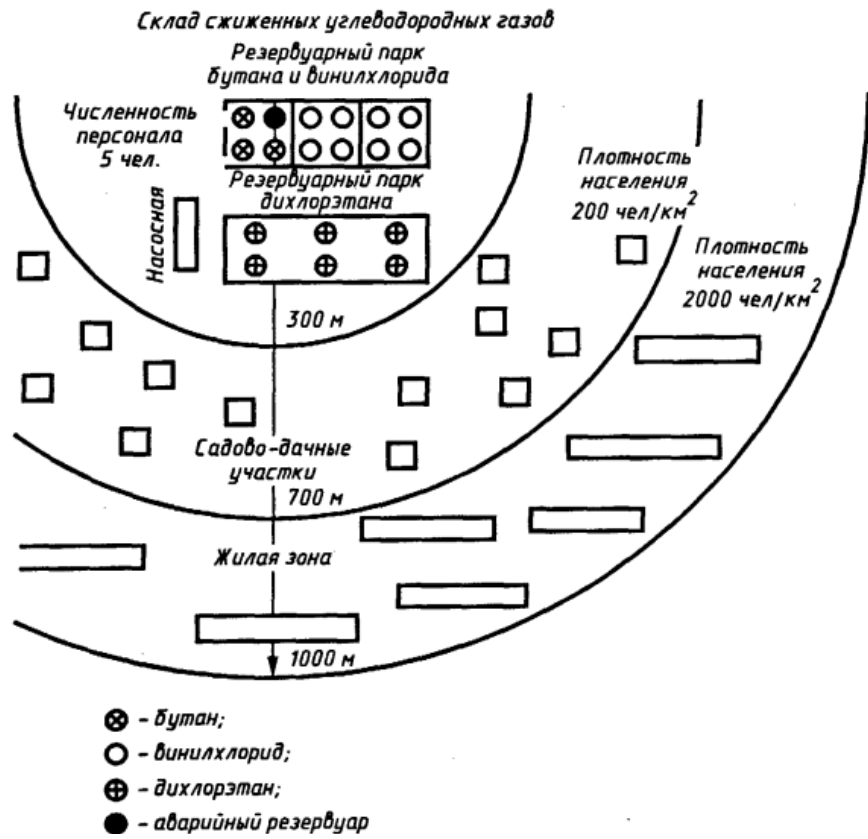 Склад сжиженных углеводородных газов
Резервуарный парк
бутана и винилхлорида
Численность
персонала
5 чел.
Резервуарный парк
дихлорэтана
Насосная
Плотность
населения
200 чел/км²
Плотность
населения
2000 чел/км²
300 м
Садово-дачные
участки
700 м
Жилая зона
1000 м
- бутан;
- винилхлорид;
- дихлорэтан;
- аварийный резервуар